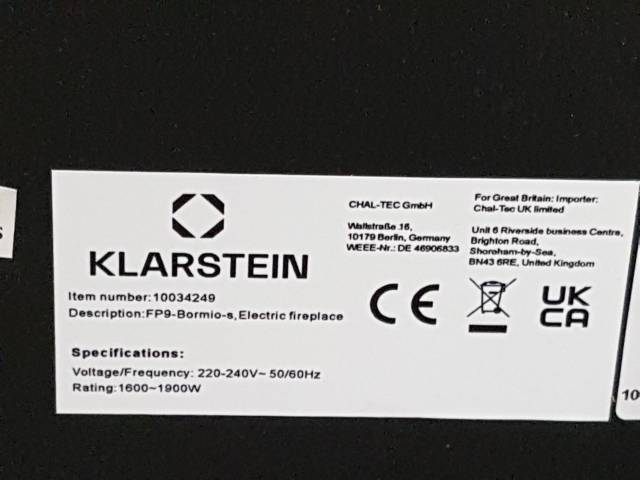 KLARSTEIN
Item number: 10034249
Description: FP9-Bormio-s, Electric fireplace
Specifications:
Voltage/Frequency: 220-240V~ 50/60Hz
Rating: 1600~1900W
CHAL-TEC GmbH
Wallstraße 16,
10179 Berlin, Germany
WEEE-Nr.: DE 46906833
For Great Britain: Importer:
Chal-Tec UK limited
Unit 6 Riverside business Centre,
Brighton Road,
Shoreham-by-Sea,
BN43 6RE, United Kingdom
CE
UK
CA
s
10